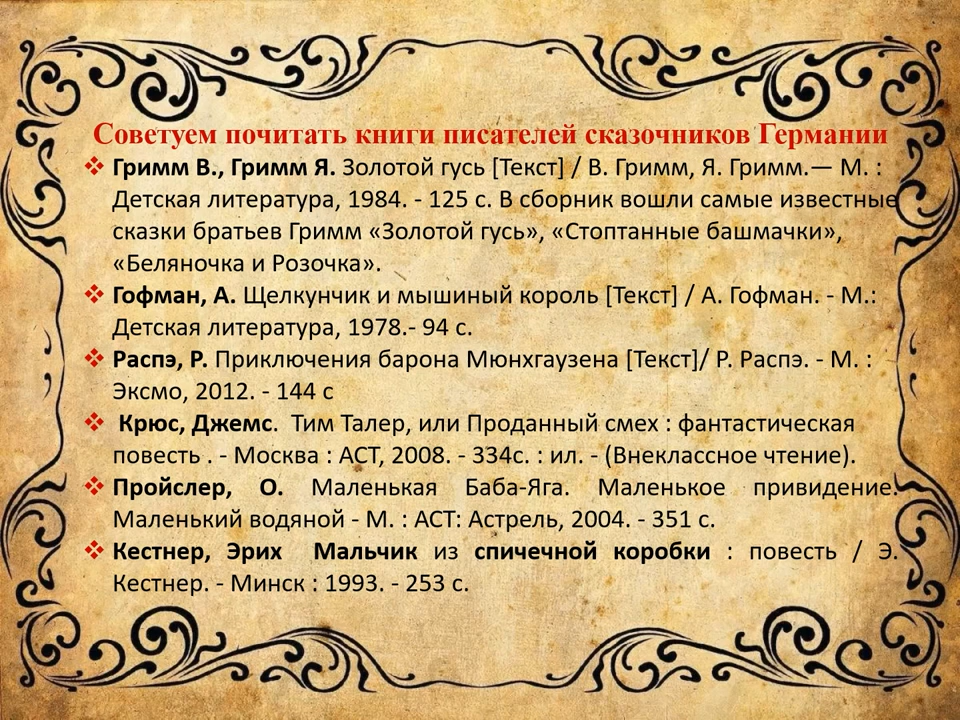 Советуем почитать книги писателей сказочников Германии
❖ Гримм В., Гримм Я. Золотой гусь [Текст] / В. Гримм, Я. Гримм.— М. :
Детская литература, 1984. - 125 с. В сборник вошли самые известные
сказки братьев Гримм «Золотой гусь», «Стоптанные башмачки»,
«Беляночка и Розочка».
❖ Гофман, А. Щелкунчик и мышиный король [Текст] / А. Гофман. - М.:
Детская литература, 1978.- 94 с.
❖ Распэ, Р. Приключения барона Мюнхгаузена [Текст]/ Р. Распэ. - М. :
Эксмо, 2012. - 144 с
❖ Крюс, Джемс. Тим Талер, или Проданный смех : фантастическая
повесть . - Москва : АСТ, 2008. - 334с. : ил. - (Внеклассное чтение).
❖ Пройслер, О. Маленькая Баба-Яга. Маленькое привидение.
Маленький водяной - М. : АСТ: Астрель, 2004. - 351 с.
❖ Кестнер, Эрих Мальчик из спичечной коробки : повесть / Э.
Кестнер. - Минск : 1993. - 253 с.